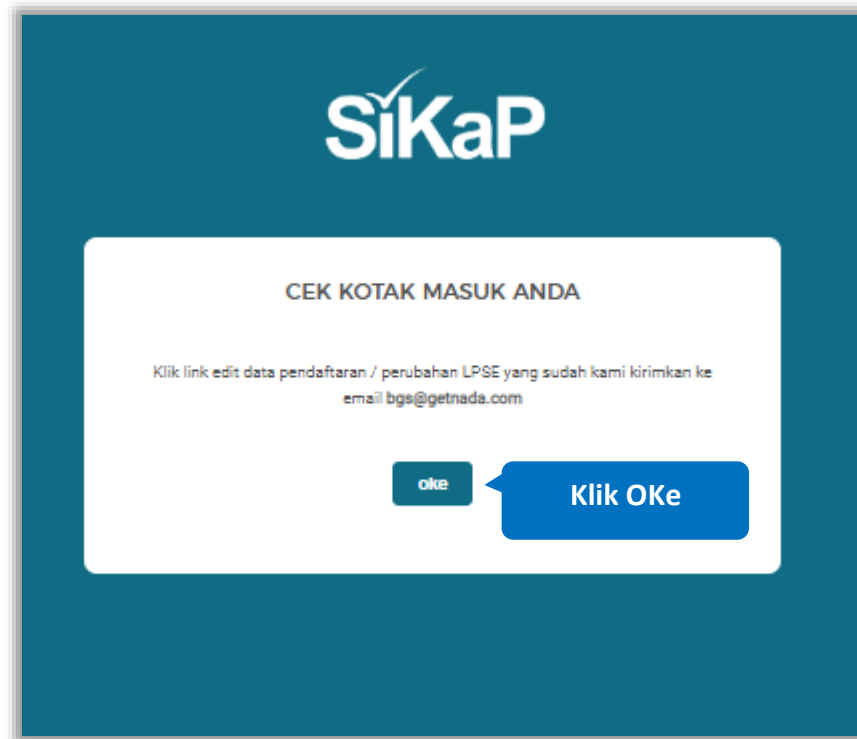 SiKaP
CEK KOTAK MASUK ANDA
Klik link edit data pendaftaran / perubahan LPSE yang sudah kami kirimkan ke
email bgs@getnada.com
oke
Klik OKe